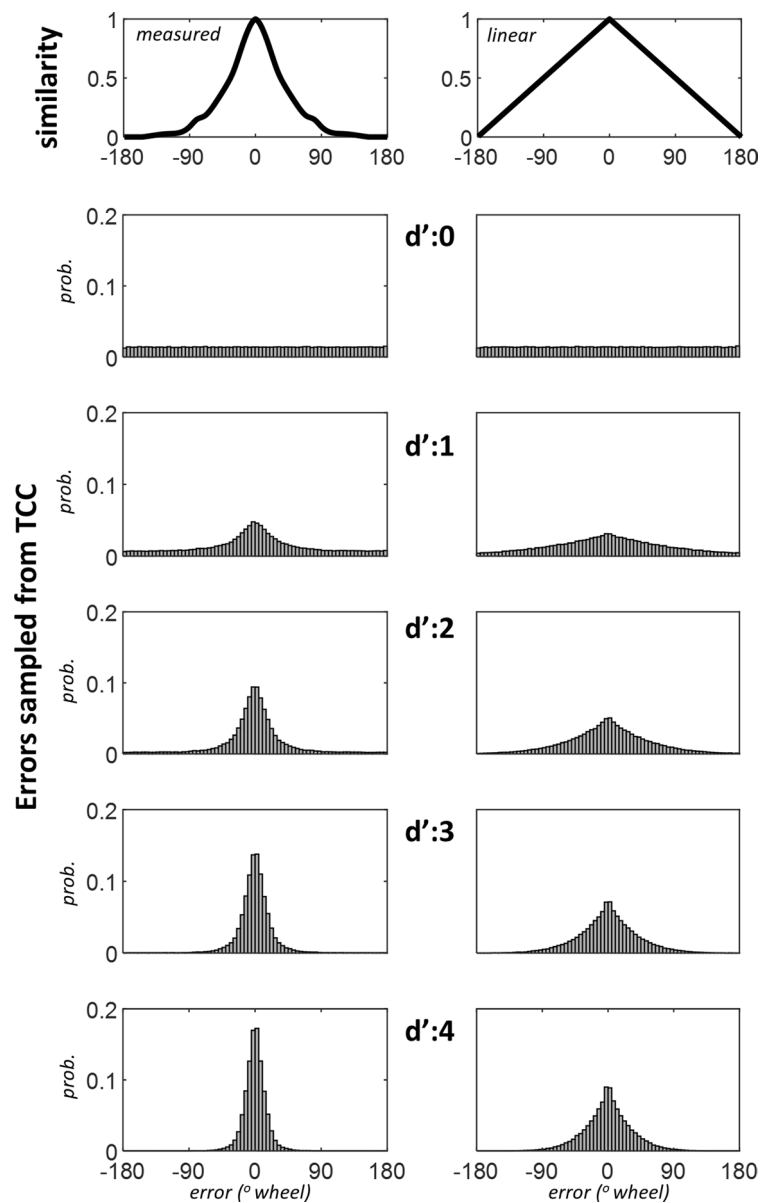 similarity
measured
1
0.5
0
-180 -90 0 90 180
linear
1
0.5
0
-180 -90 0 90 180
Errors sampled from TCC
d':0
prob.
0.2
0.1
0
d':1
prob.
0.2
0.1
0
d':2
prob.
0.2
0.1
0
d':3
prob.
0.2
0.1
0
d':4
prob.
0.2
0.1
0
-180 -90 0 90 180
error (º wheel)
-180 -90 0 90 180
error (º wheel)